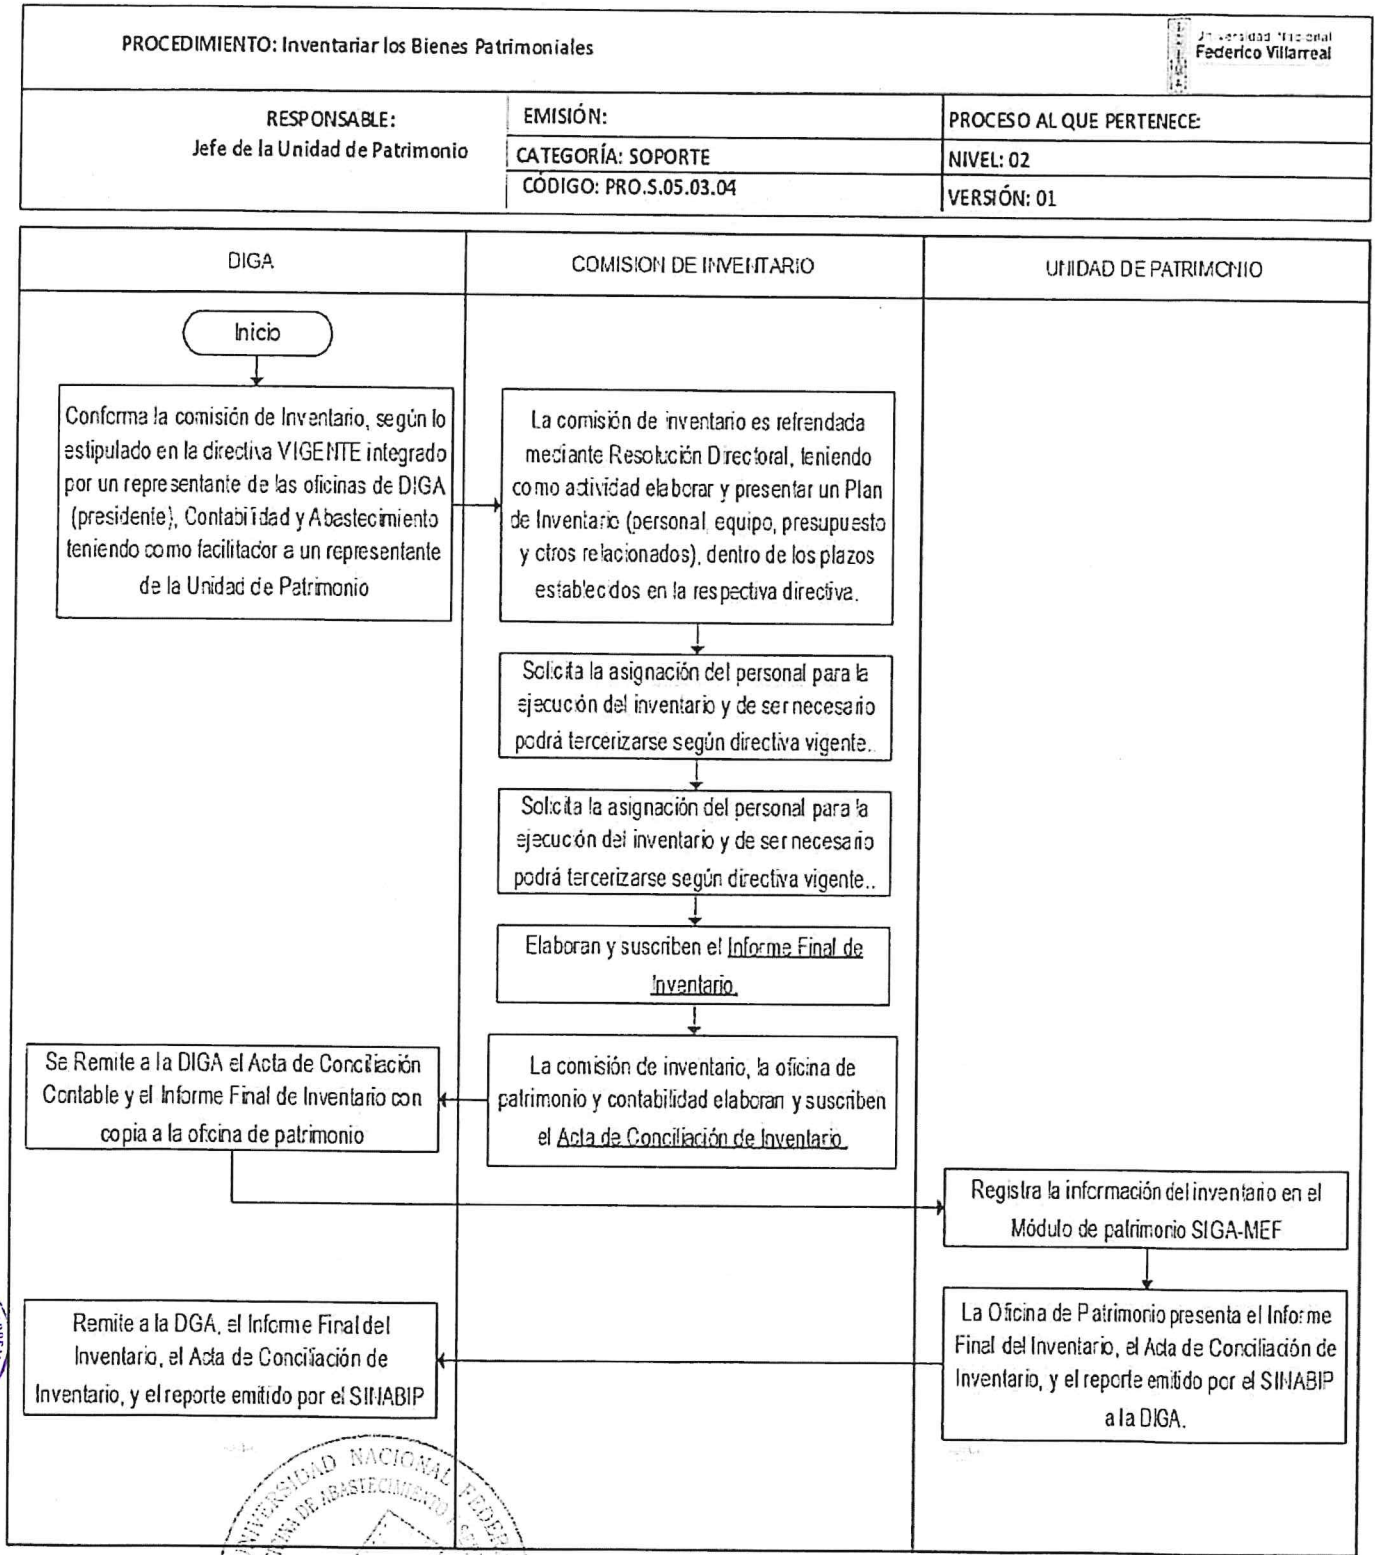 PROCEDIMIENTO: Inventariar los Bienes Patrimoniales
Universidad Nacional
Federico Villarreal
RESPONSABLE:
Jefe de la Unidad de Patrimonio
EMISIÓN:
CATEGORÍA: SOPORTE
CÓDIGO: PRO.S.05.03.04
PROCESO AL QUE PERTENECE:
NIVEL: 02
VERSIÓN: 01
DIGA
COMISION DE INVENTARIO
UNIDAD DE PATRIMONIO
Inicio
Conforma la comisión de Inventario, según lo
estipulado en la directiva VIGENTE integrado
por un representante de las oficinas de DIGA
(presidente), Contabilidad y Abastecimiento
teniendo como facilitador a un representante
de la Unidad de Patrimonio
La comisión de inventario es refrendada
mediante Resolución Directoral, teniendo
como actividad elaborar y presentar un Plan
de Inventario (personal, equipo, presupuesto
y otros relacionados), dentro de los plazos
establecidos en la respectiva directiva.
Solicita la asignación del personal para la
ejecución del inventario y de ser necesario
podrá tercerizarse según directiva vigente..
Solicita la asignación del personal para la
ejecución del inventario y de ser necesario
podrá tercerizarse según directiva vigente..
Elaboran y suscriben el Informe Final de
Inventario.
La comisión de inventario, la oficina de
patrimonio y contabilidad elaboran y suscriben
el Acta de Conciliación de Inventario.
Se Remite a la DIGA el Acta de Conciliación
Contable y el Informe Final de Inventario con
copia a la oficina de patrimonio
Registra la información del inventario en el
Módulo de patrimonio SIGA-MEF
La Oficina de Patrimonio presenta el Informe
Final del Inventario, el Acta de Conciliación de
Inventario, y el reporte emitido por el SINABIP
a la DIGA.
Remite a la DGA, el Informe Final del
Inventario, el Acta de Conciliación de
Inventario, y el reporte emitido por el SINABIP
UNIVERSIDAD NACIONAL FEDER
DE ABASTECIMIENTO Y